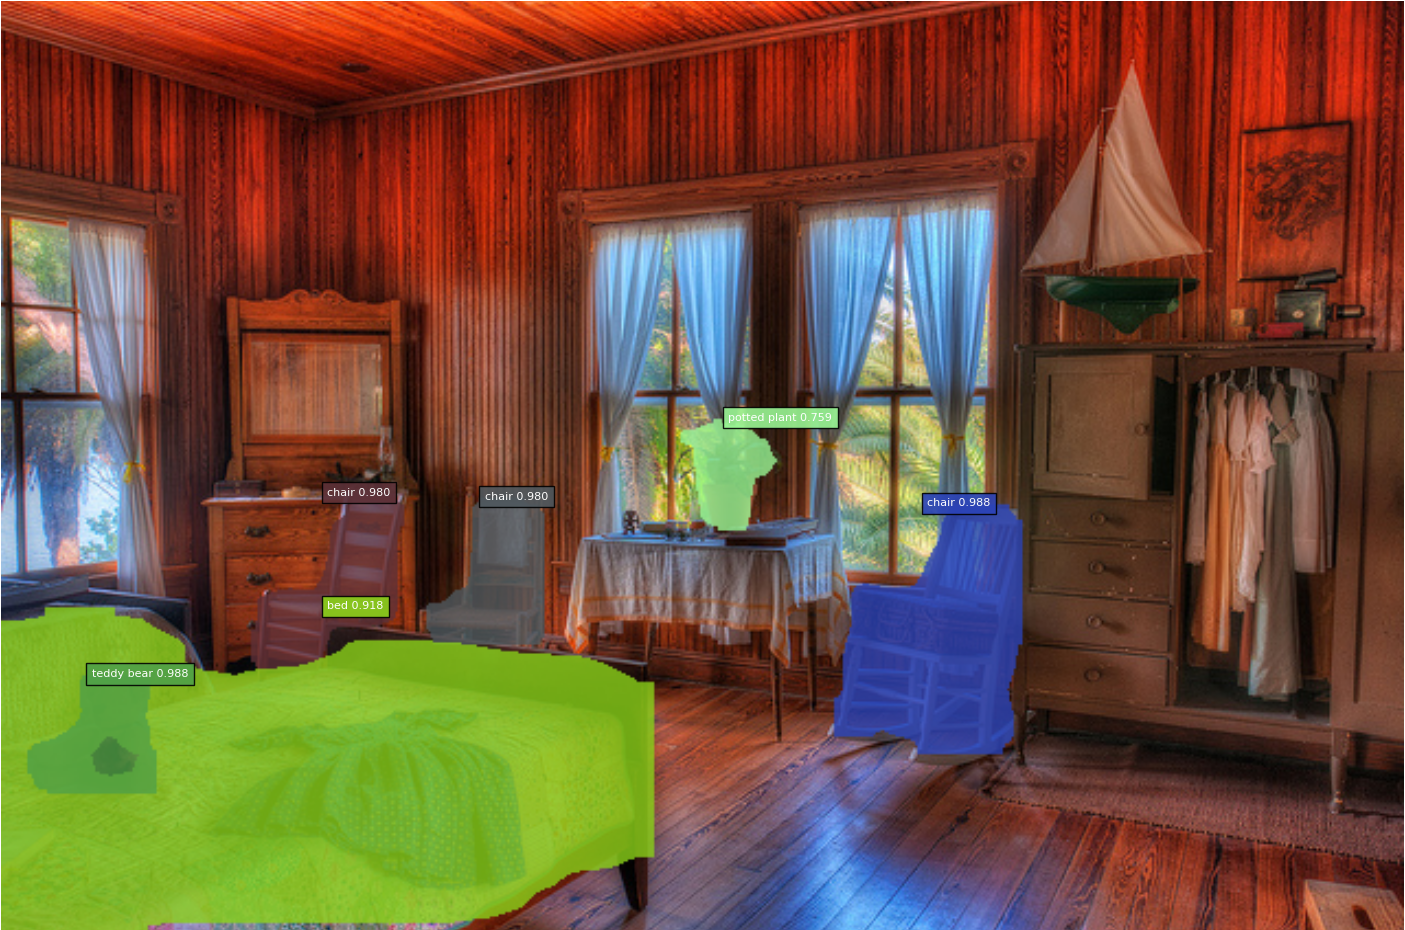 potted plant 0.759
chair 0.980
chair 0.980
chair 0.988
bed 0.918
teddy bear 0.988